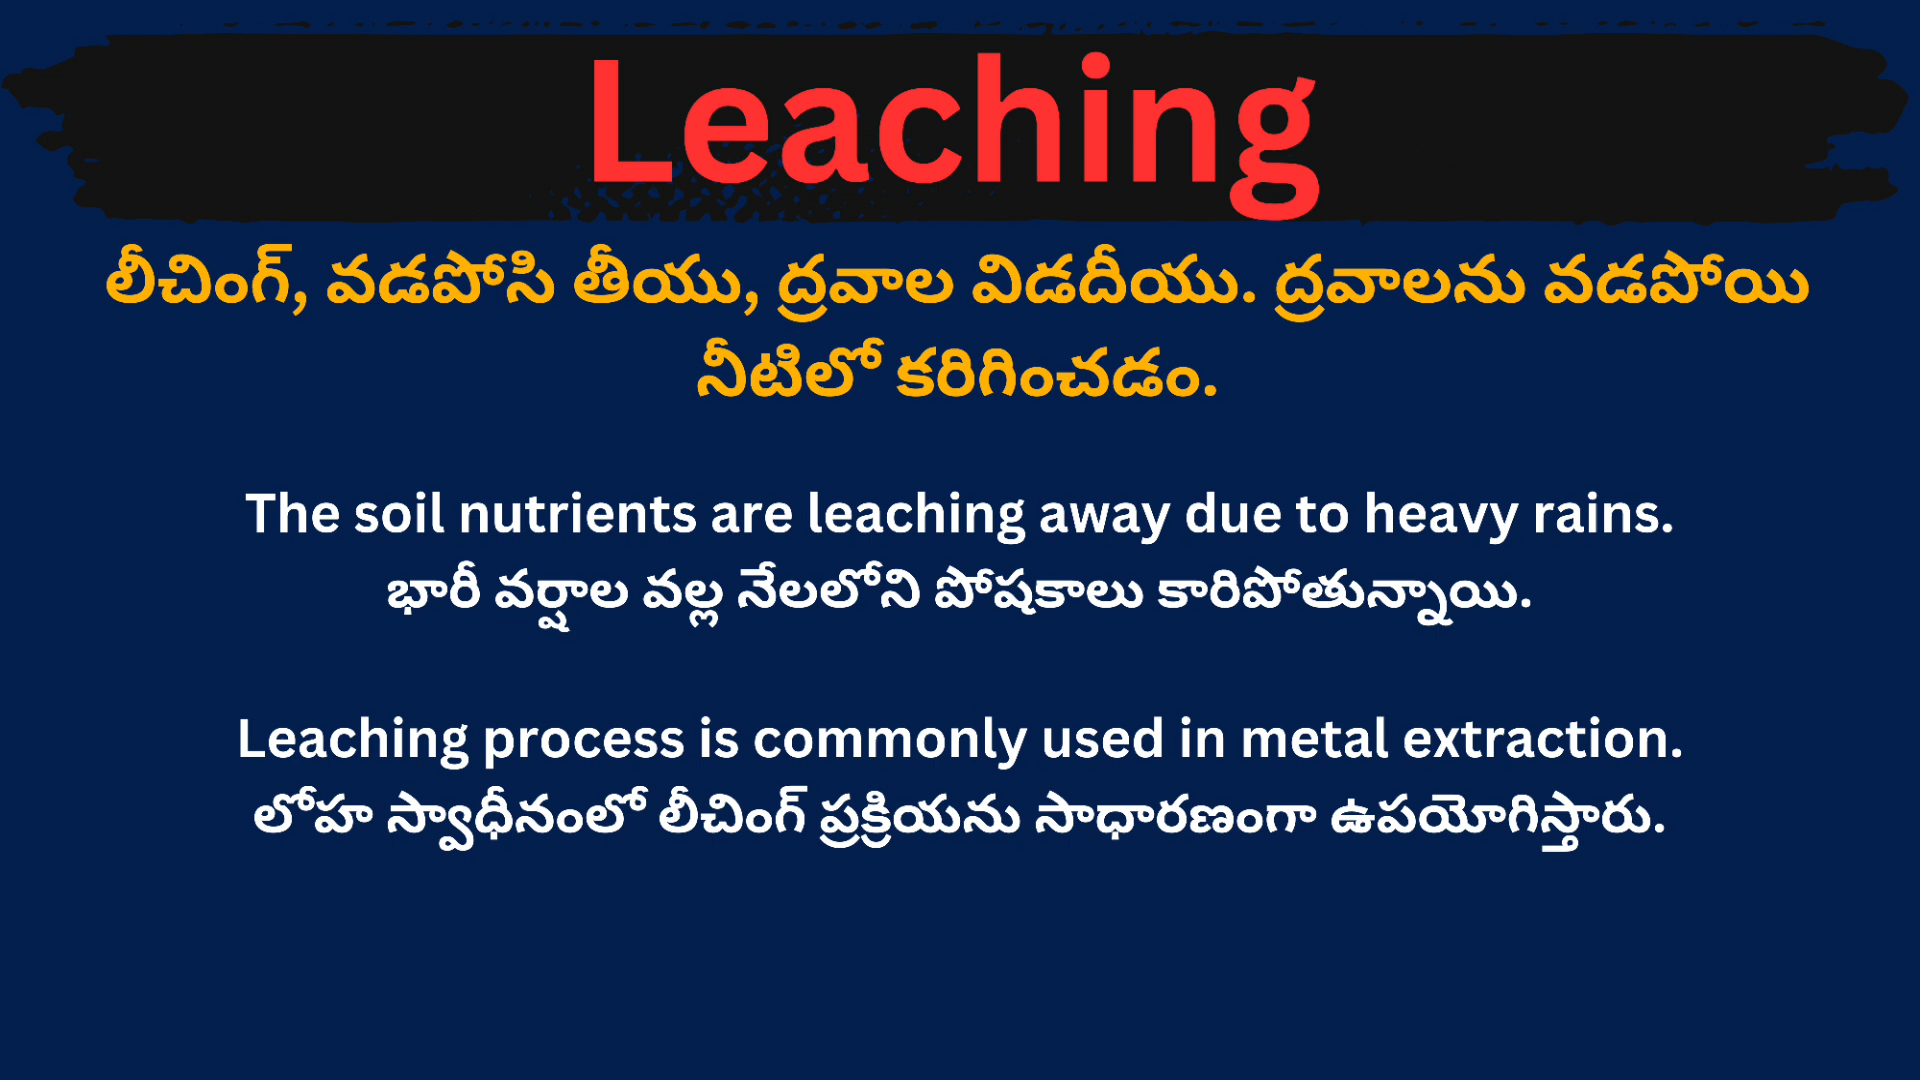 Leaching
లీచింగ్, వడపోసి తీయు, ద్రవాల విడదీయు. ద్రవాలను వడపోయి
నీటిలో కరిగించడం.
The soil nutrients are leaching away due to heavy rains.
భారీ వర్షాల వల్ల నేలలోని పోషకాలు కారిపోతున్నాయి.
Leaching process is commonly used in metal extraction.
లోహ స్వాధీనంలో లీచింగ్ ప్రక్రియను సాధారణంగా ఉపయోగిస్తారు.